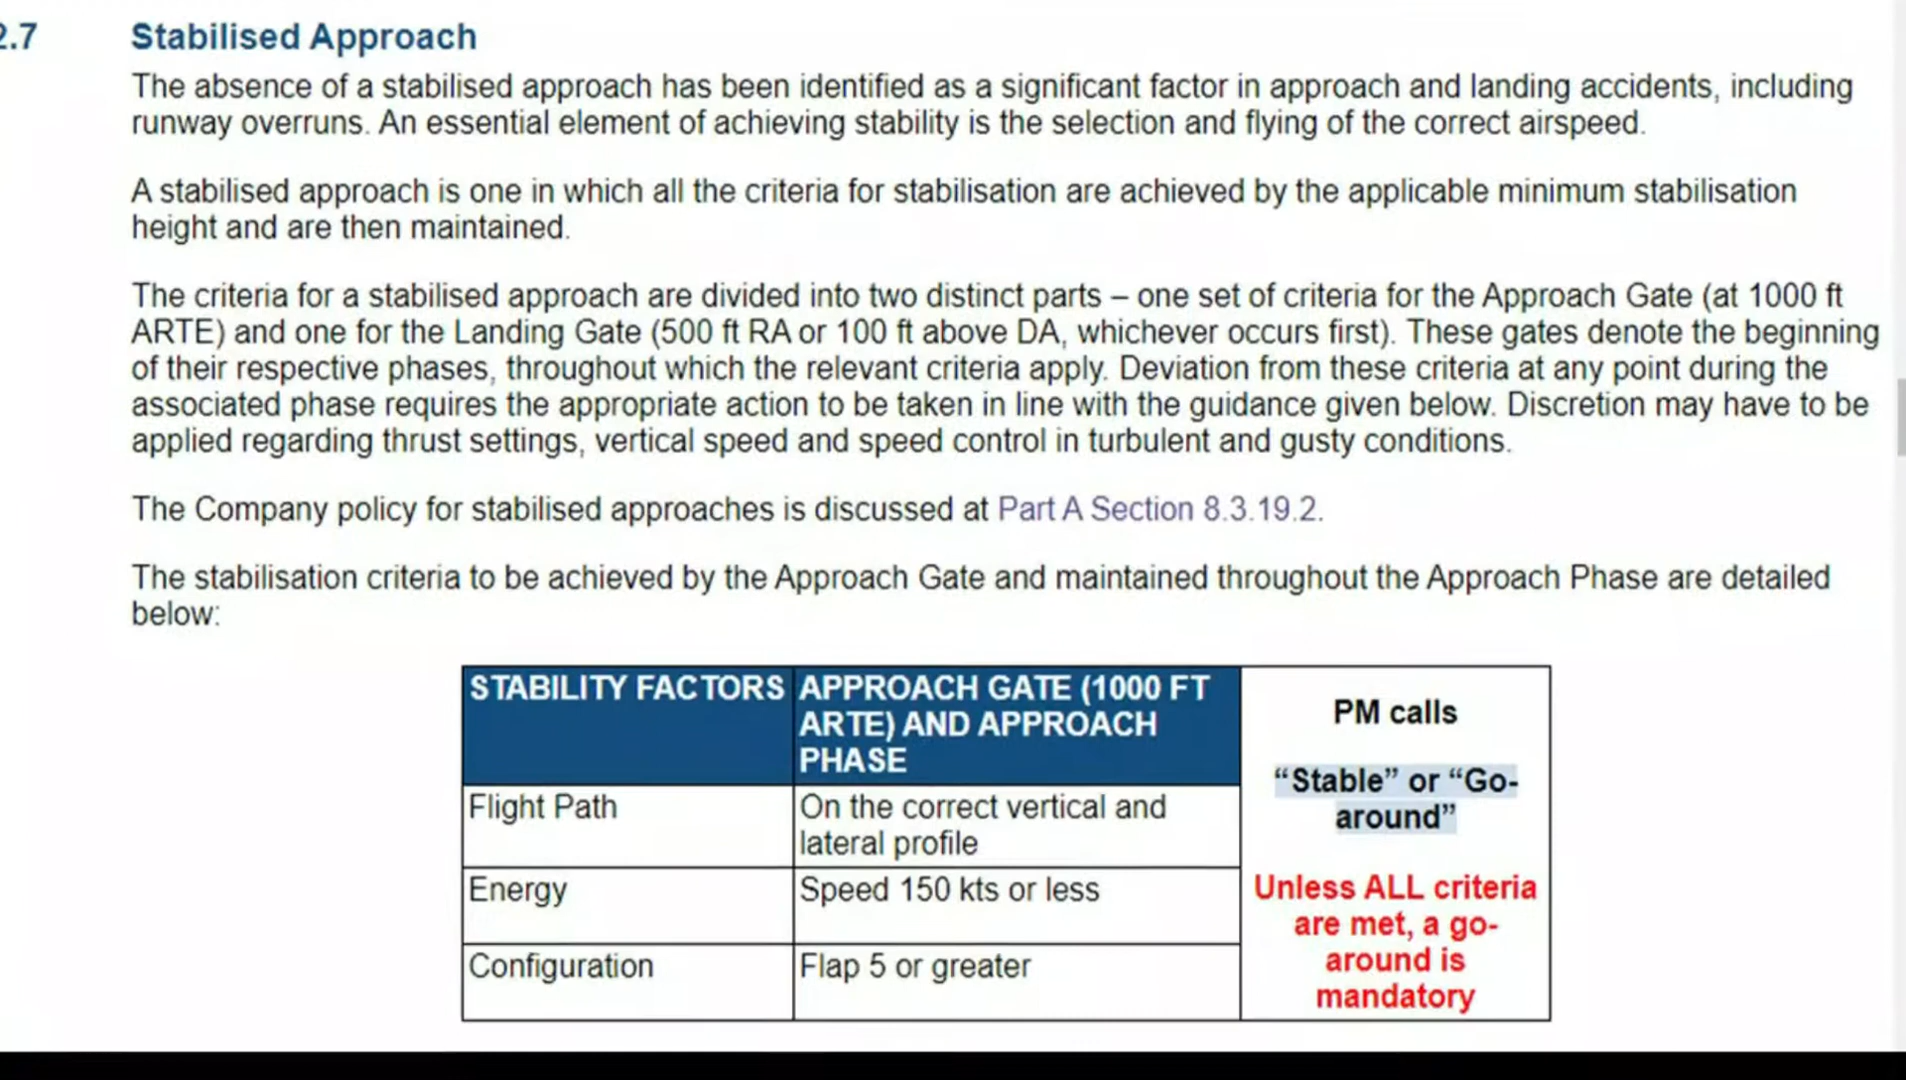 2.7 Stabilised Approach
The absence of a stabilised approach has been identified as a significant factor in approach and landing accidents, including
runway overruns. An essential element of achieving stability is the selection and flying of the correct airspeed.
A stabilised approach is one in which all the criteria for stabilisation are achieved by the applicable minimum stabilisation
height and are then maintained.
The criteria for a stabilised approach are divided into two distinct parts – one set of criteria for the Approach Gate (at 1000 ft
ARTE) and one for the Landing Gate (500 ft RA or 100 ft above DA, whichever occurs first). These gates denote the beginning
of their respective phases, throughout which the relevant criteria apply. Deviation from these criteria at any point during the
associated phase requires the appropriate action to be taken in line with the guidance given below. Discretion may have to be
applied regarding thrust settings, vertical speed and speed control in turbulent and gusty conditions.
The Company policy for stabilised approaches is discussed at Part A Section 8.3.19.2.
The stabilisation criteria to be achieved by the Approach Gate and maintained throughout the Approach Phase are detailed
below:
STABILITY FACTORS
APPROACH GATE (1000 FT
ARTE) AND APPROACH
PHASE
Flight Path
On the correct vertical and
lateral profile
Energy
Speed 150 kts or less
Configuration
Flap 5 or greater
PM calls
“Stable” or “Go-
around”
Unless ALL criteria
are met, a go-
around is
mandatory